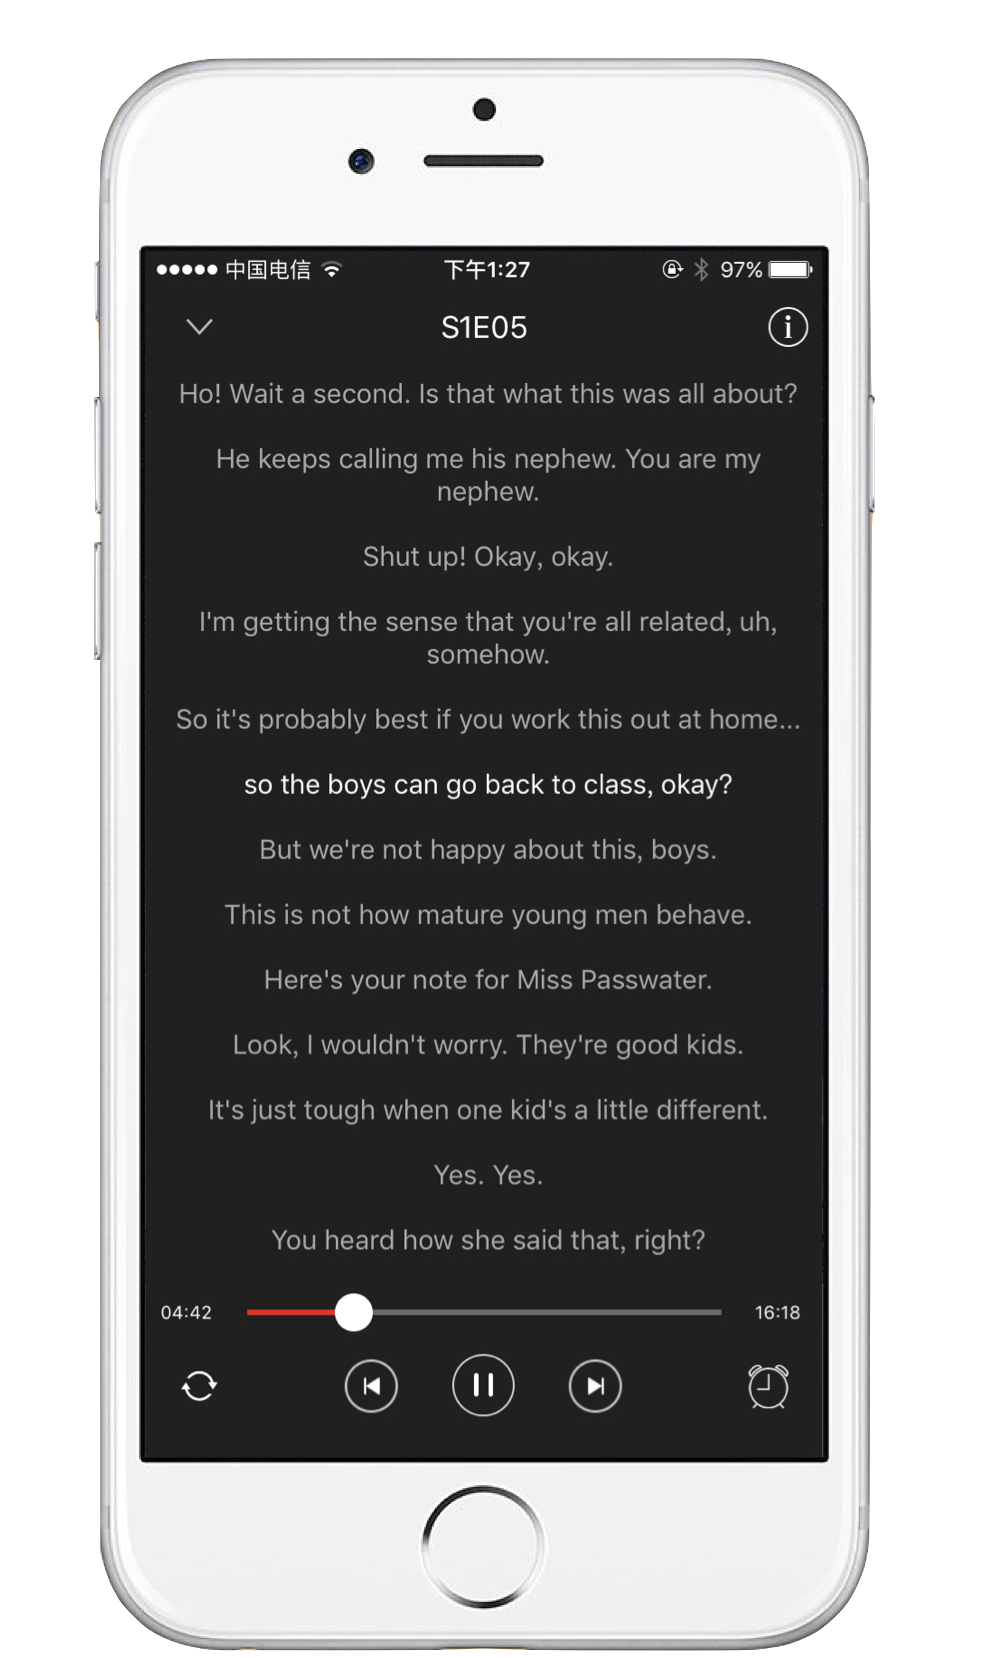 中国电信 下午1:27 97%
S1E05
Ho! Wait a second. Is that what this was all about?
He keeps calling me his nephew. You are my
nephew.
Shut up! Okay, okay.
I'm getting the sense that you're all related, uh,
somehow.
So it's probably best if you work this out at home...
so the boys can go back to class, okay?
But we're not happy about this, boys.
This is not how mature young men behave.
Here's your note for Miss Passwater.
Look, I wouldn't worry. They're good kids.
It's just tough when one kid's a little different.
Yes. Yes.
You heard how she said that, right?
04:42 16:18